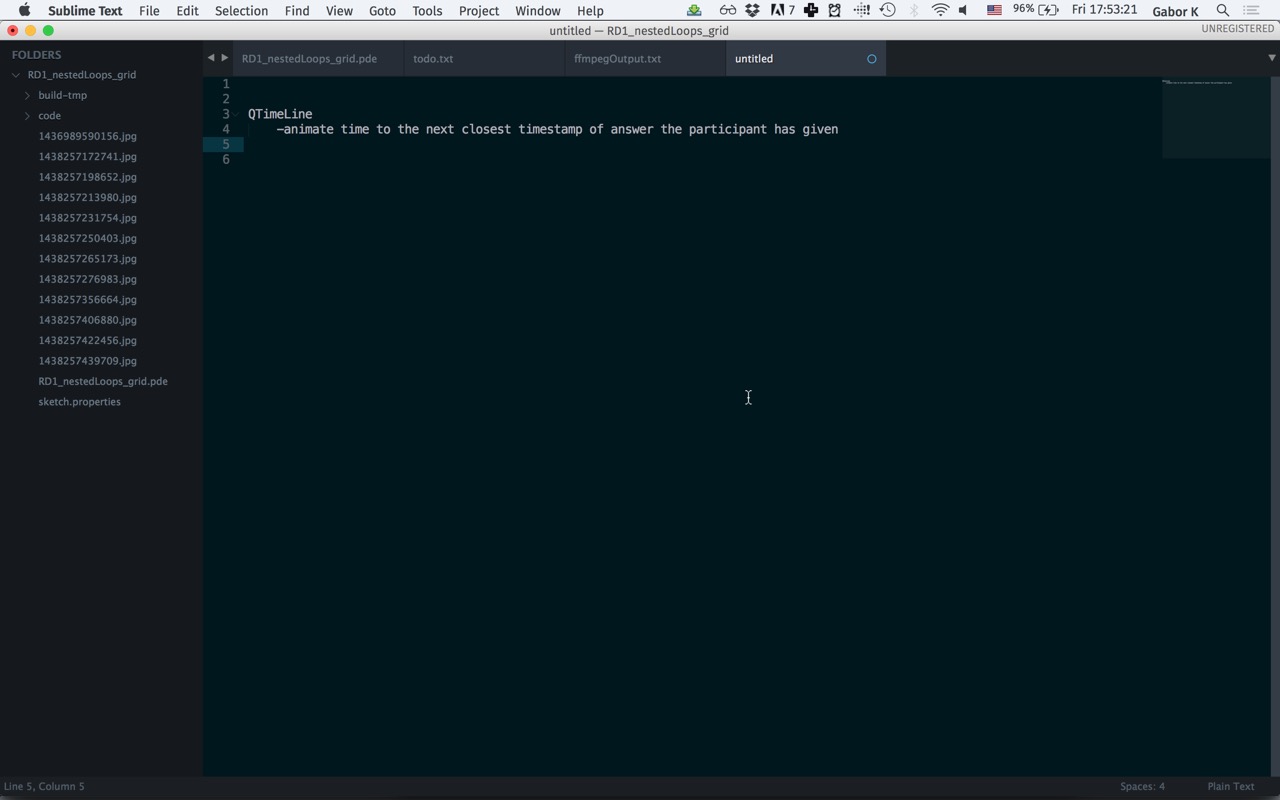 Sublime Text File Edit Selection Find View Goto Tools Project Window Help 7 96% Fri 17:53:21 Gabor K
untitled — RD1_nestedLoops_grid UNREGISTERED
FOLDERS
RD1_nestedLoops_grid
build-tmp
code
1436989590156.jpg
1438257172741.jpg
1438257198652.jpg
1438257213980.jpg
1438257231754.jpg
1438257250403.jpg
1438257265173.jpg
1438257276983.jpg
1438257356664.jpg
1438257406880.jpg
1438257422456.jpg
1438257439709.jpg
RD1_nestedLoops_grid.pde
sketch.properties
RD1_nestedLoops_grid.pde todo.txt ffmpegOutput.txt untitled
1
2
3 QTimeLine
4 -animate time to the next closest timestamp of answer the participant has given
5
6
Line 5, Column 5 Spaces: 4 Plain Text